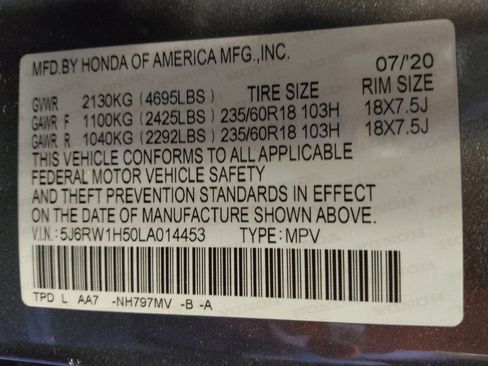 MFD.BY HONDA OF AMERICA MFG.,INC. 07/'20
GVWR 2130KG (4695LBS) TIRE SIZE RIM SIZE
GAWR F 1100KG (2425LBS) 235/60R18 103H 18X7.5J
GAWR R 1040KG (2292LBS) 235/60R18 103H 18X7.5J
THIS VEHICLE CONFORMS TO ALL APPLICABLE
FEDERAL MOTOR VEHICLE SAFETY
AND THEFT PREVENTION STANDARDS IN EFFECT
ON THE DATE OF MANUFACTURE SHOWN ABOVE.
V.I.N.: 5J6RW1H50LA014453 TYPE: MPV
TPD L AA7 -NH797MV -B -A